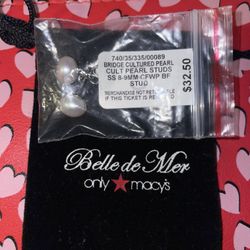 740/35/335/00089
BRIDGE CULTURED PEARL
CULT PEARL STUDS
SS 8-9MM CFWP BF
STUD
MERCHANDISE NOT RETURNABLE
IF THIS TICKET IS REMOVED
$32.50
Belle de Mer
only macy's